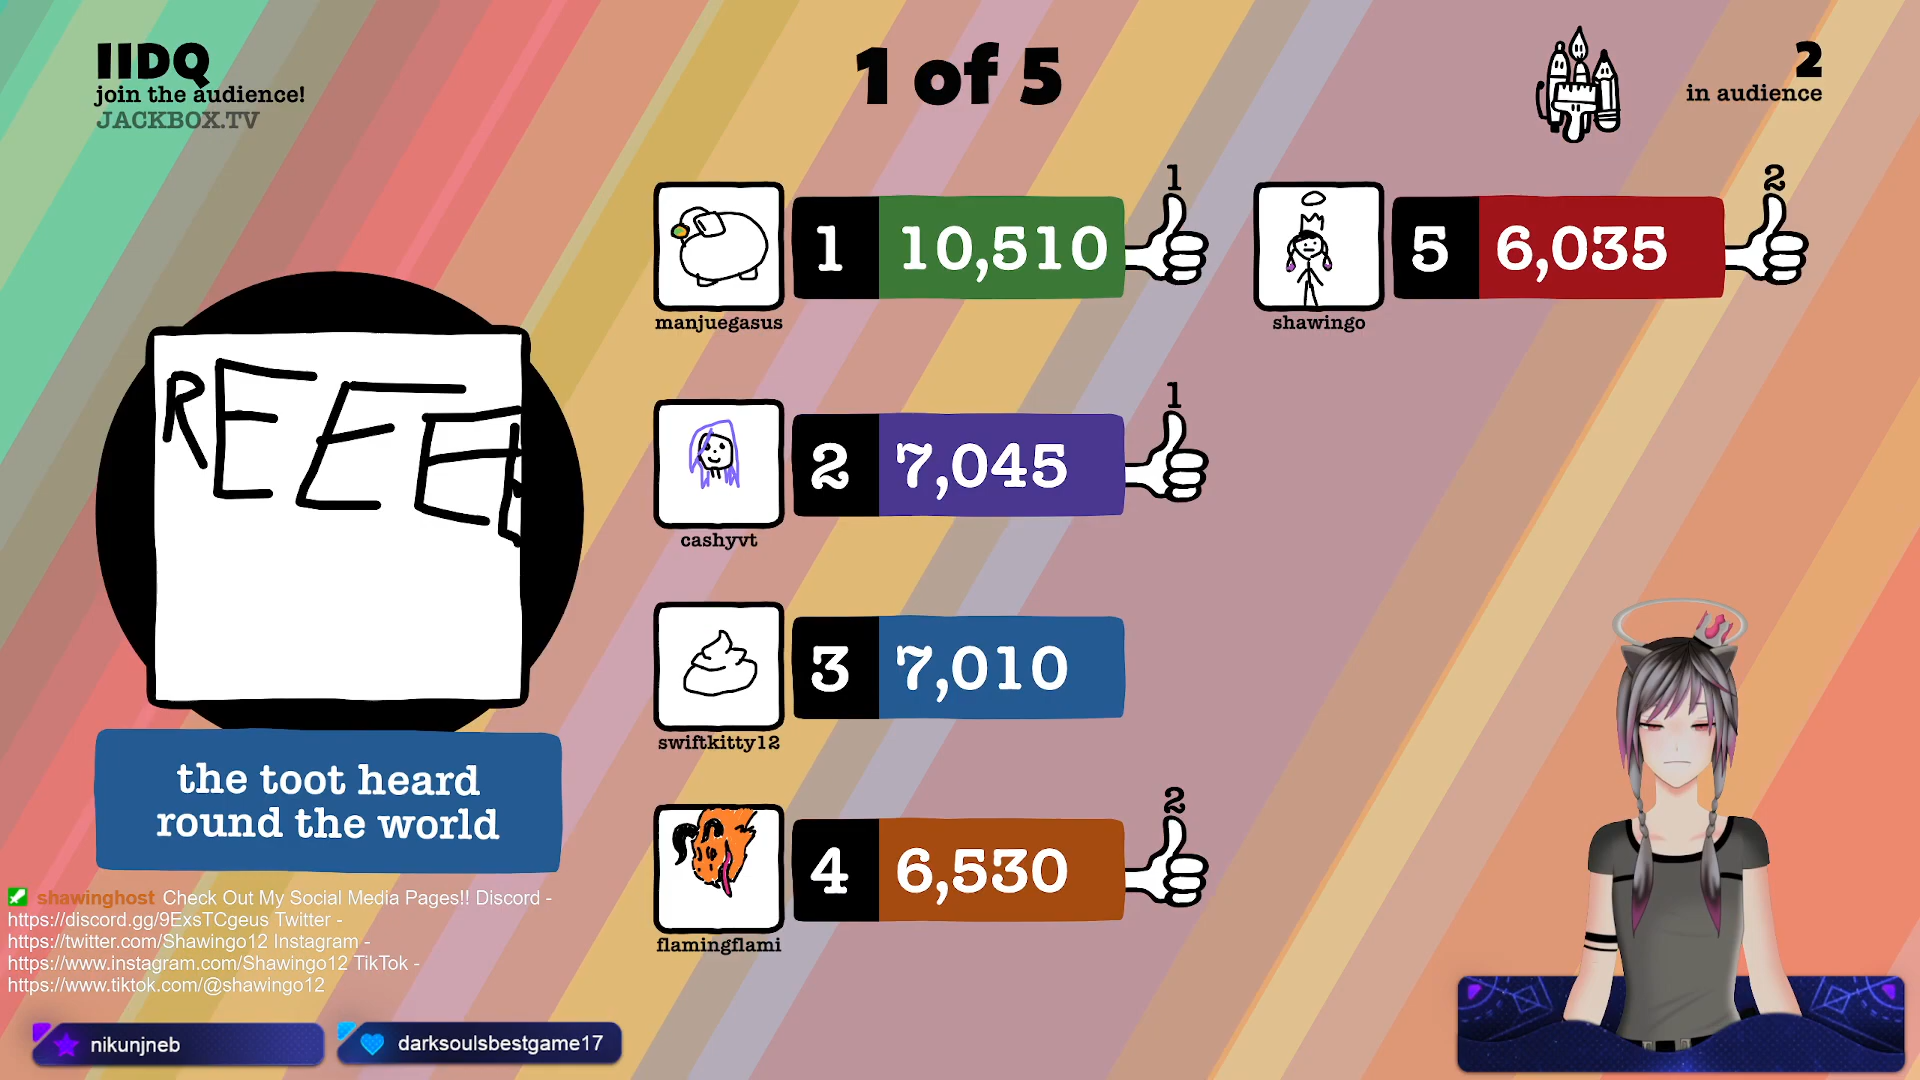 IIDQ
join the audience!
JACKBOX.TV
1 of 5
2
in audience
REEEE
the toot heard
round the world
1 10,510
1
manjuegasus
2 7,045
1
cashyvt
3 7,010
swiftkitty12
4 6,530
2
flamingflami
5 6,035
2
shawingo
shawinghost Check Out My Social Media Pages!! Discord -
https://discord.gg/9ExsTCgeus Twitter -
https://twitter.com/Shawingo12 Instagram -
https://www.instagram.com/Shawingo12 TikTok -
https://www.tiktok.com/@shawingo12
nikunjneb
darksoulsbestgame17